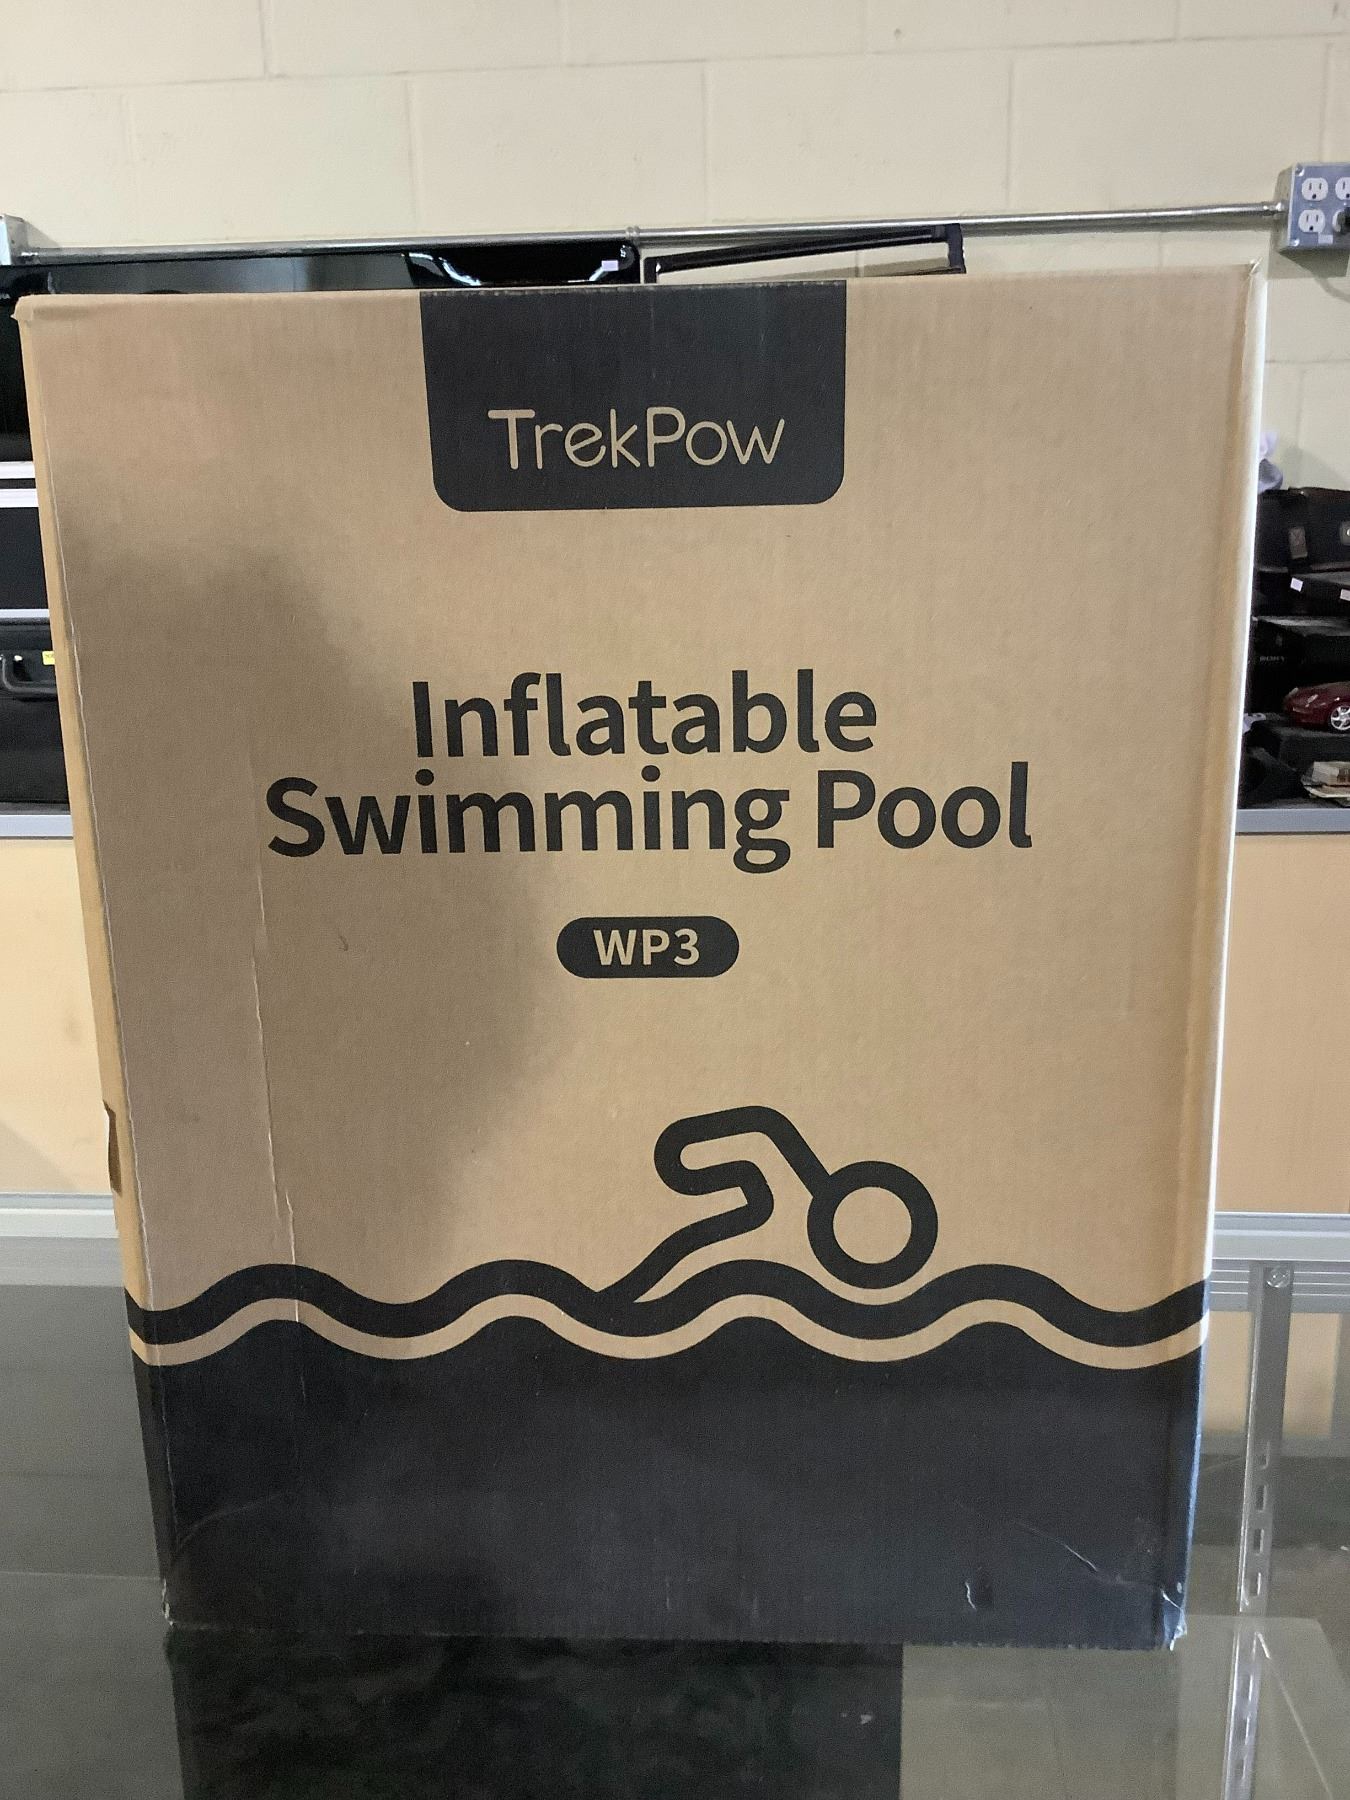 TrekPow
Inflatable
Swimming Pool
WP3